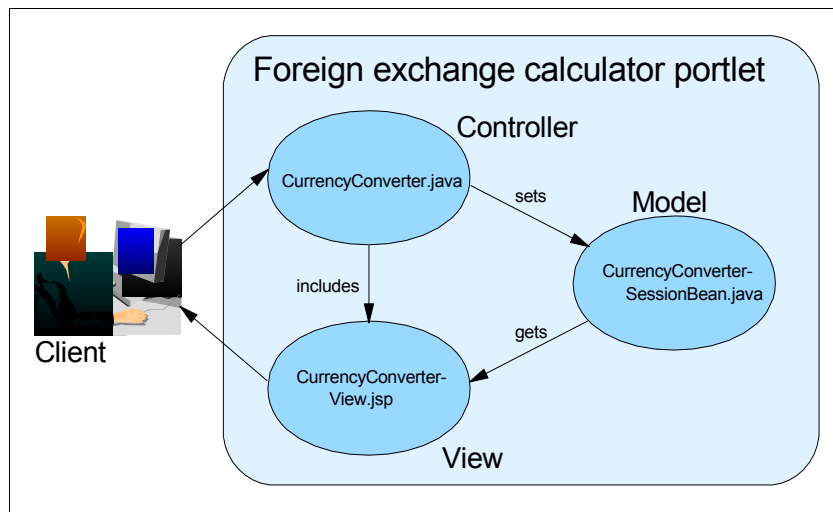 Foreign exchange calculator portlet
Controller
CurrencyConverter.java
sets
Model
CurrencyConverter-
SessionBean.java
includes
gets
Client
CurrencyConverter-
View.jsp
View